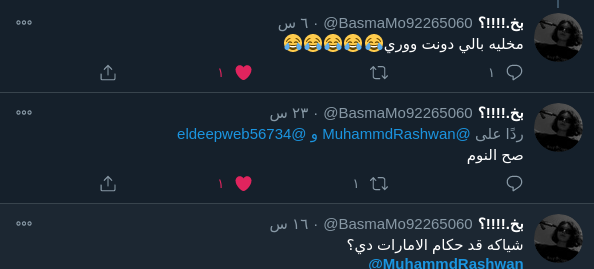 بخ.!!!!؟ @BasmaMo92265060 · ٦ س
مخليه بالي دونت ووري😂😂😂😂😂
١ ١
بخ.!!!!؟ @BasmaMo92265060 · ٢٣ س
ردًا على @MuhammdRashwan و @eldeepweb56734
صح النوم
١ ١
بخ.!!!!؟ @BasmaMo92265060 · ١٦ س
شياكه قد حكام الامارات دي؟
@MuhammdRashwan